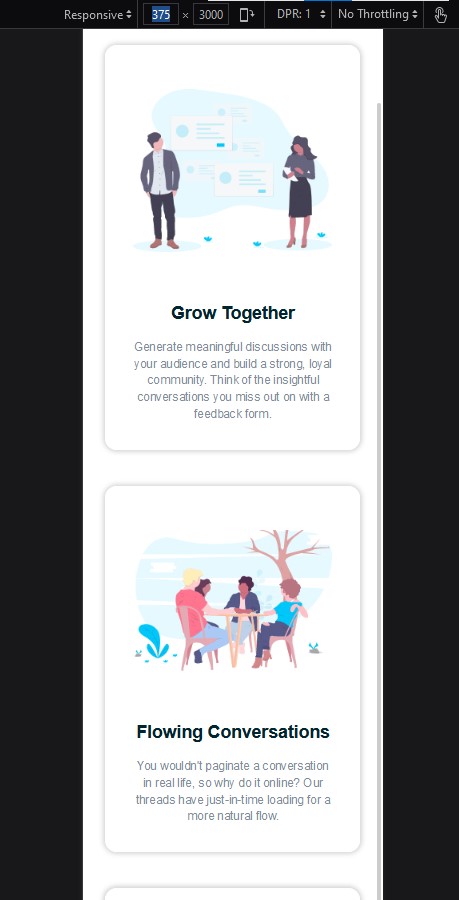 Responsive 375 × 3000 DPR: 1 No Throttling
Grow Together
Generate meaningful discussions with
your audience and build a strong, loyal
community. Think of the insightful
conversations you miss out on with a
feedback form.
Flowing Conversations
You wouldn't paginate a conversation
in real life, so why do it online? Our
threads have just-in-time loading for a
more natural flow.